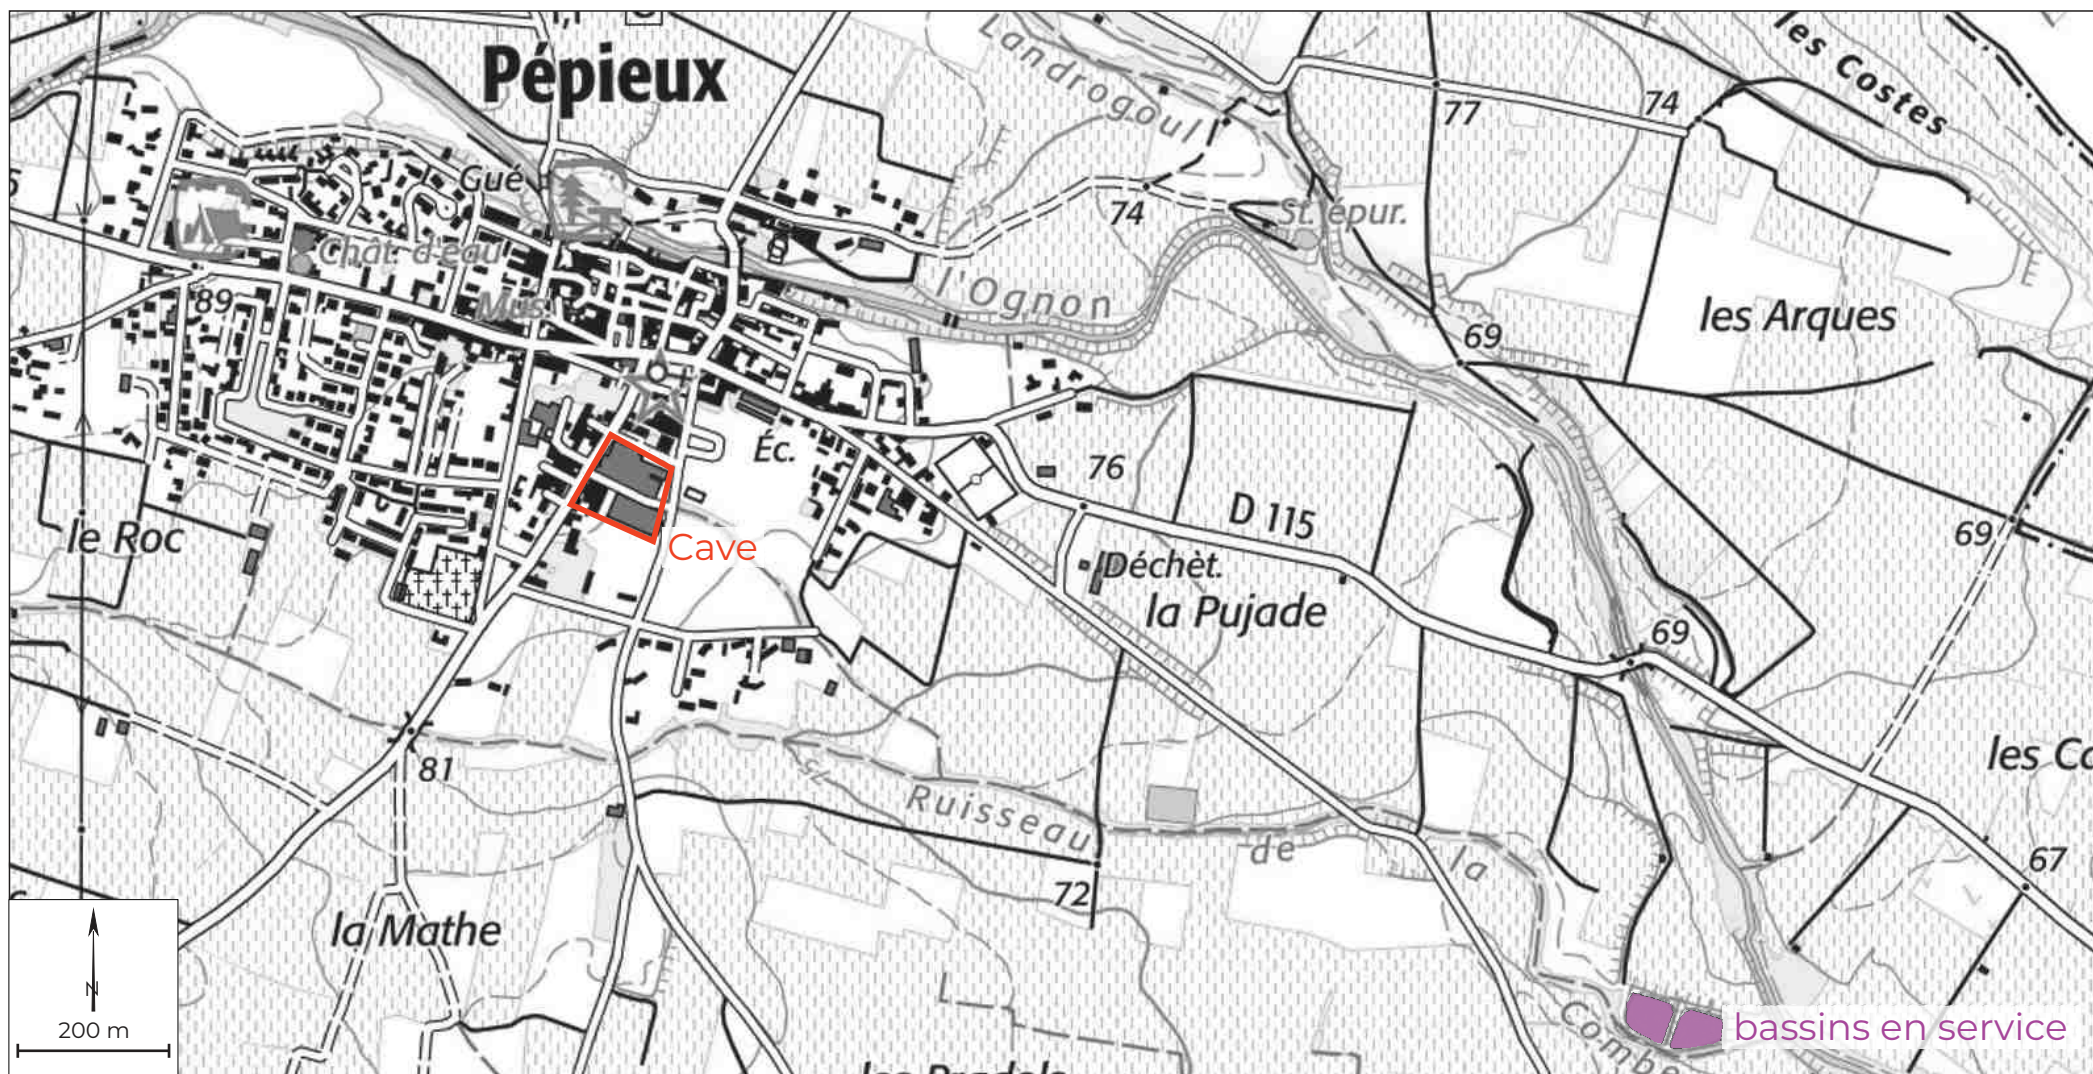 Pépieux
Landrogoul
les Costes
77
74
Gué
74
St. épur.
75
Chât. d'eau
l'Ognon
Mus.
89
les Arques
69
Éc.
76
D 115
le Roc
Cave
69
Déchèt.
la Pujade
69
81
75
les Co
Ruisseau
de
la
67
72
la Mathe
N
200 m
Combe
bassins en service